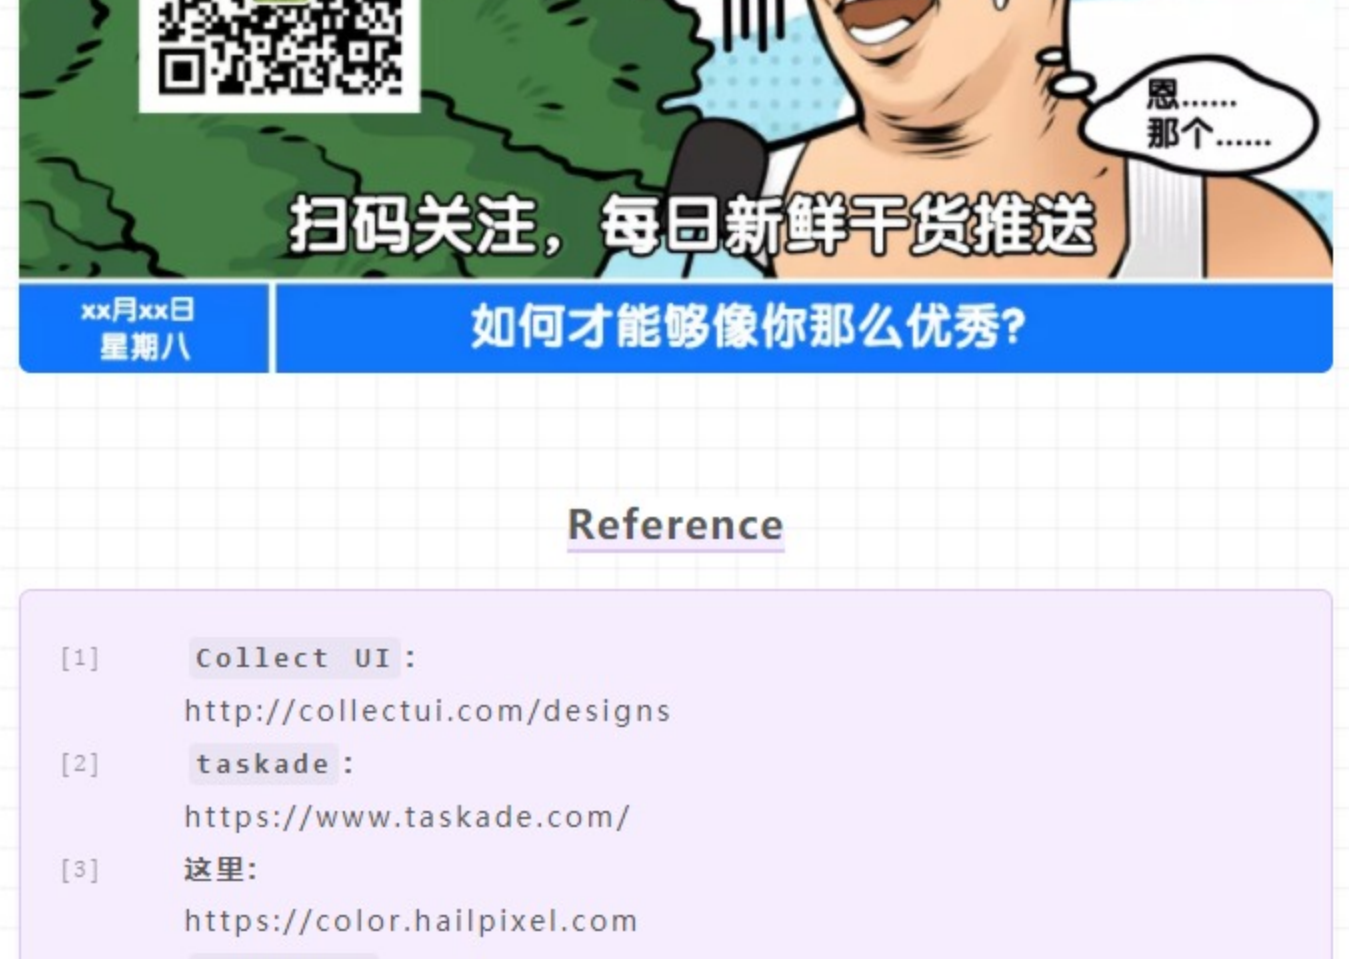 恩......
那个......
扫码关注，每日新鲜干货推送
xx月xx日
星期八
如何才能够像你那么优秀?
Reference
[1] Collect UI:
http://collectui.com/designs
[2] taskade:
https://www.taskade.com/
[3] 这里:
https://color.hailpixel.com